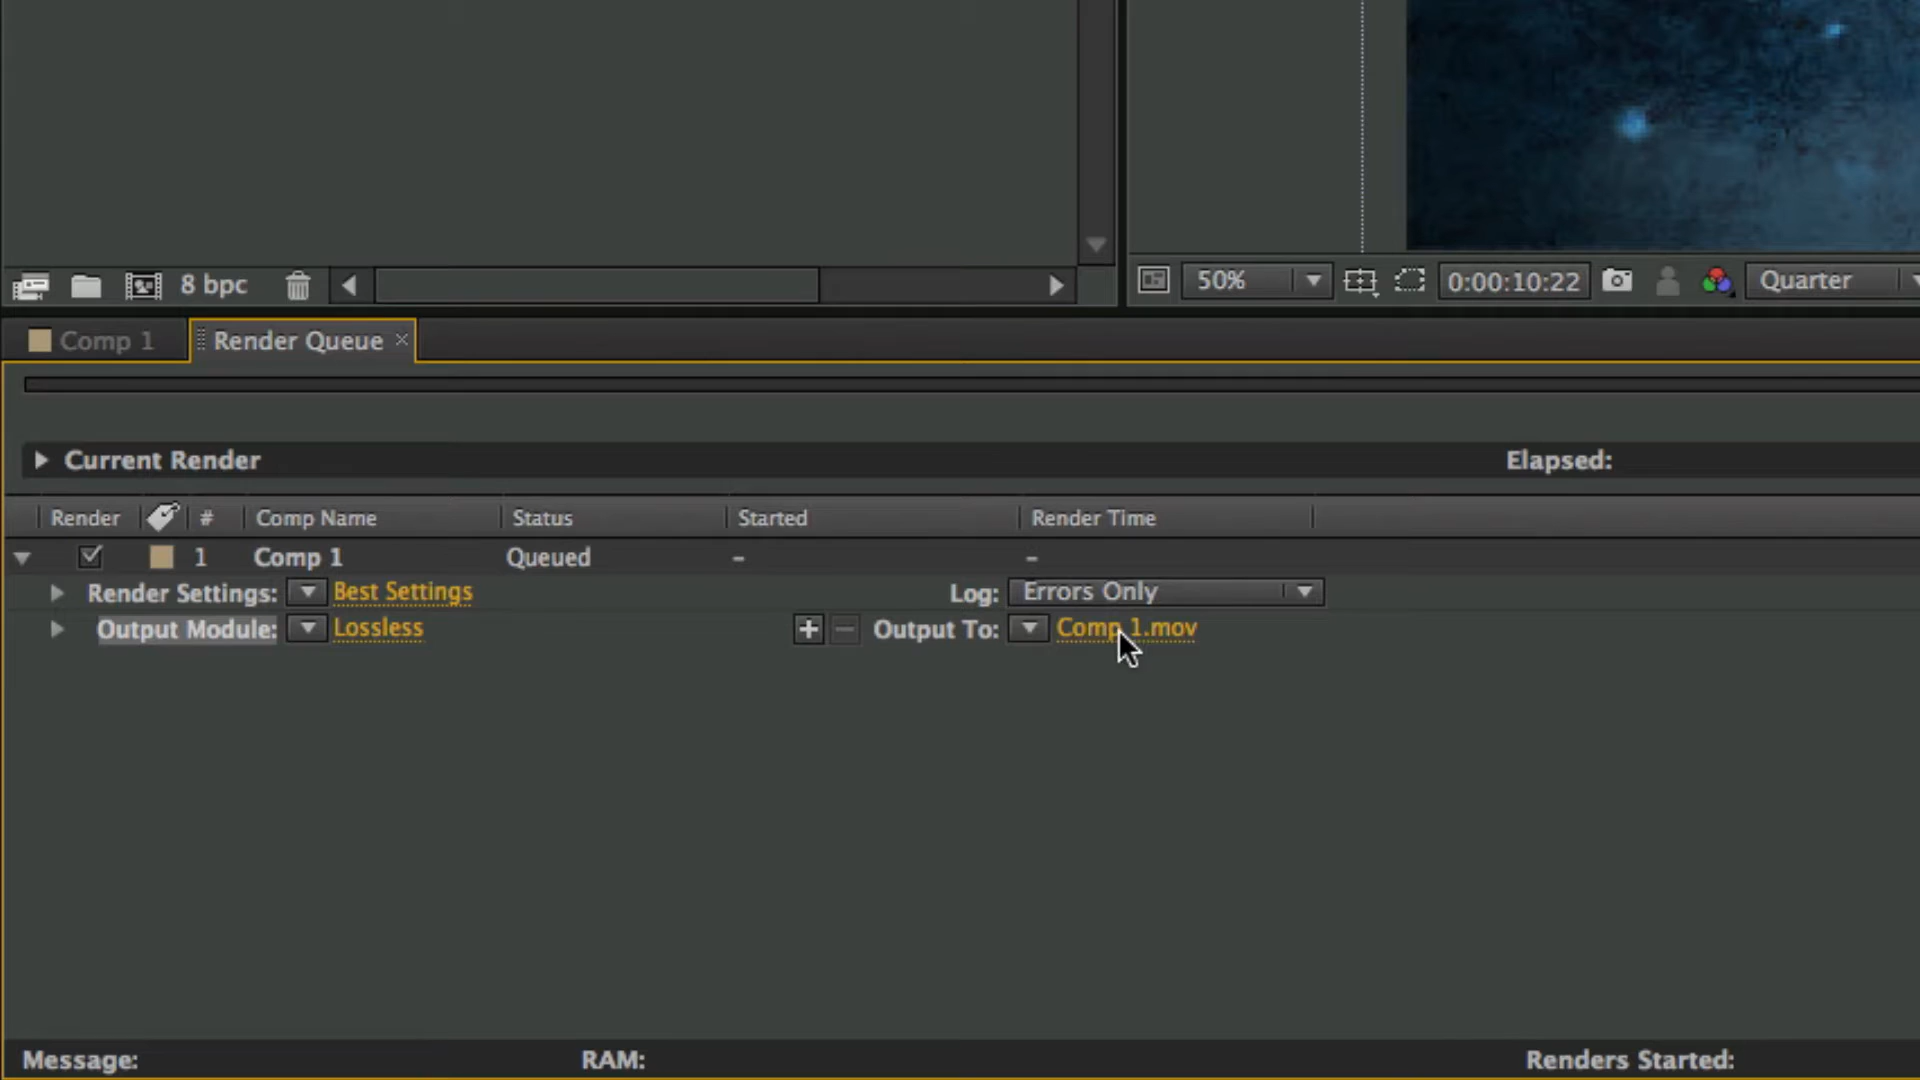 8 bpc
50%
0:00:10:22
Quarter
Comp 1
Render Queue
Current Render
Elapsed:
Render # Comp Name Status Started Render Time
1 Comp 1 Queued - -
Render Settings: Best Settings Log: Errors Only
Output Module: Lossless + - Output To: Comp 1.mov
Message: RAM: Renders Started: